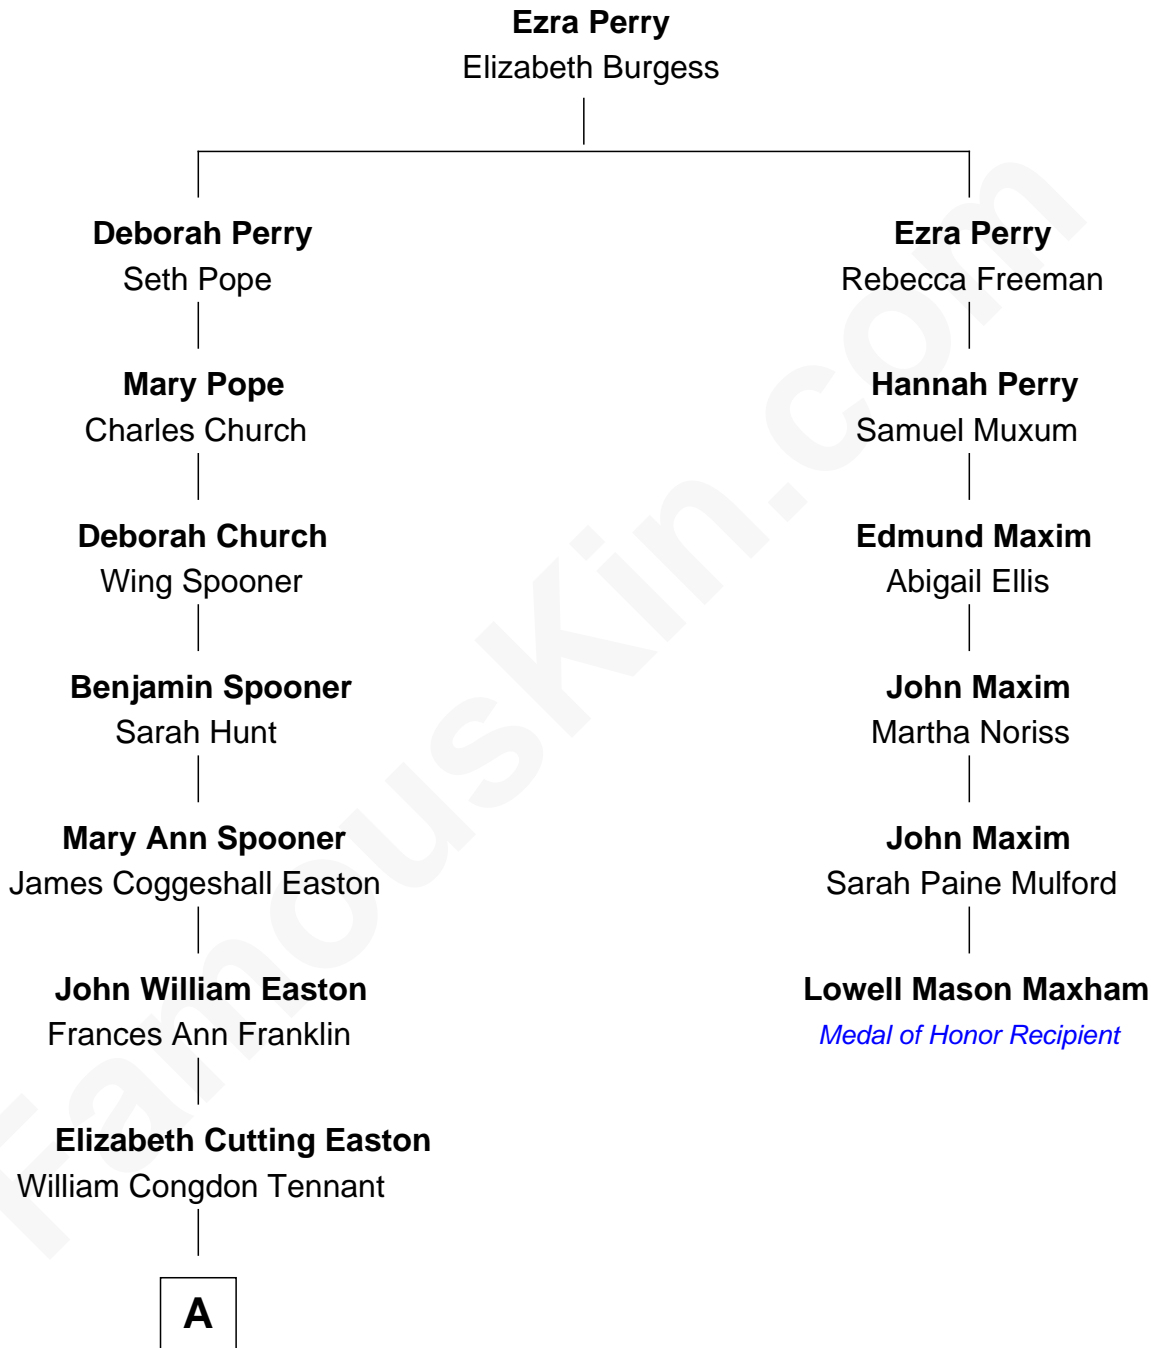 Ezra Perry
Elizabeth Burgess
Deborah Perry
Seth Pope
Ezra Perry
Rebecca Freeman
Mary Pope
Charles Church
Hannah Perry
Samuel Muxum
Deborah Church
Wing Spooner
Edmund Maxim
Abigail Ellis
Benjamin Spooner
Sarah Hunt
John Maxim
Martha Noriss
Mary Ann Spooner
James Coggeshall Easton
John Maxim
Sarah Paine Mulford
John William Easton
Frances Ann Franklin
Lowell Mason Maxham
Medal of Honor Recipient
Elizabeth Cutting Easton
William Congdon Tennant
A
FamousKin.com